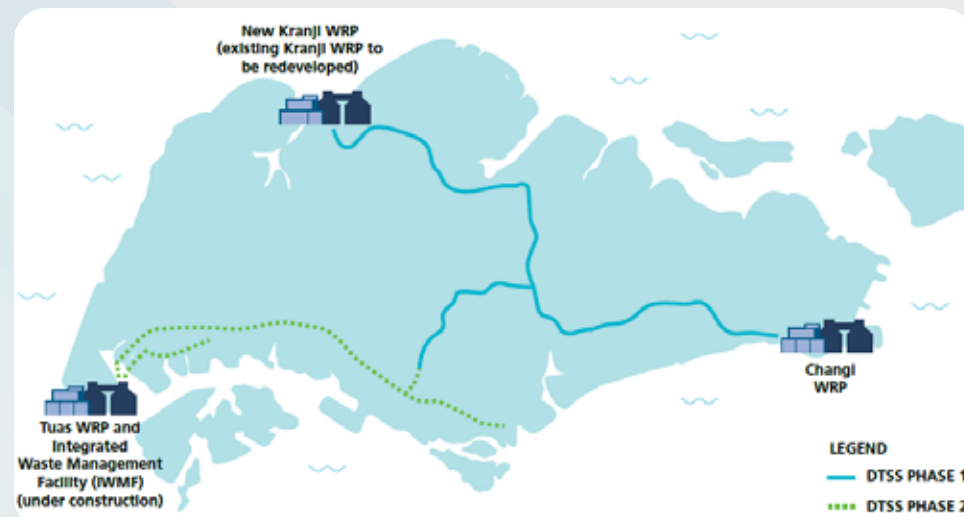 New Kranji WRP
(existing Kranji WRP to
be redeveloped)
Changi
WRP
Tuas WRP and
Integrated
Waste Management
Facility (IWMF)
(under construction)
LEGEND
DTSS PHASE 1
DTSS PHASE 2